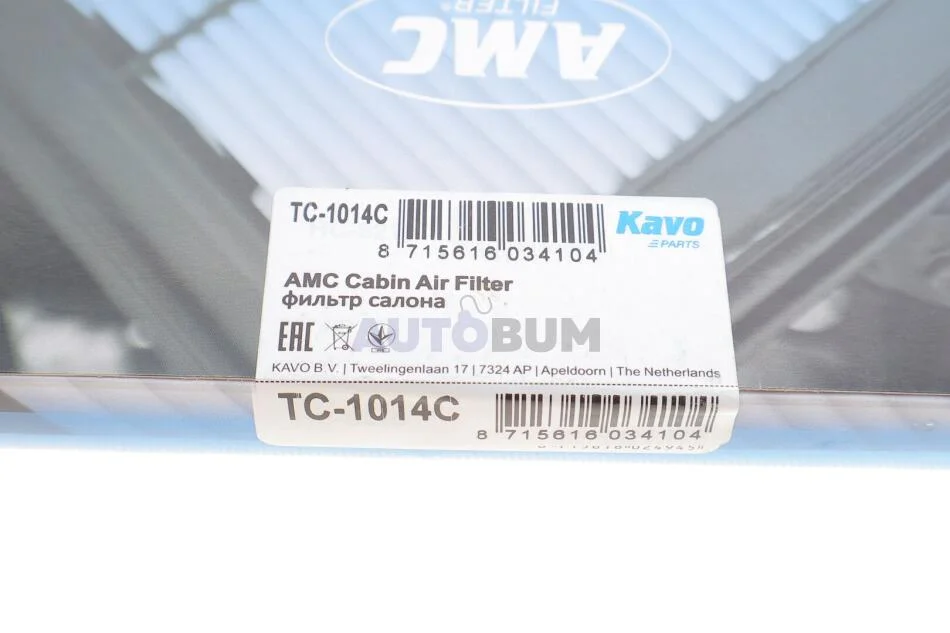 AMC
FILTER®
TC-1014C
8 715616 034104
Kavo
PARTS
AMC Cabin Air Filter
фильтр салона
EAC
AUTOBUM
KAVO B.V. | Tweelingenlaan 17 | 7324 AP | Apeldoorn | The Netherlands
TC-1014C
8 715616 034104